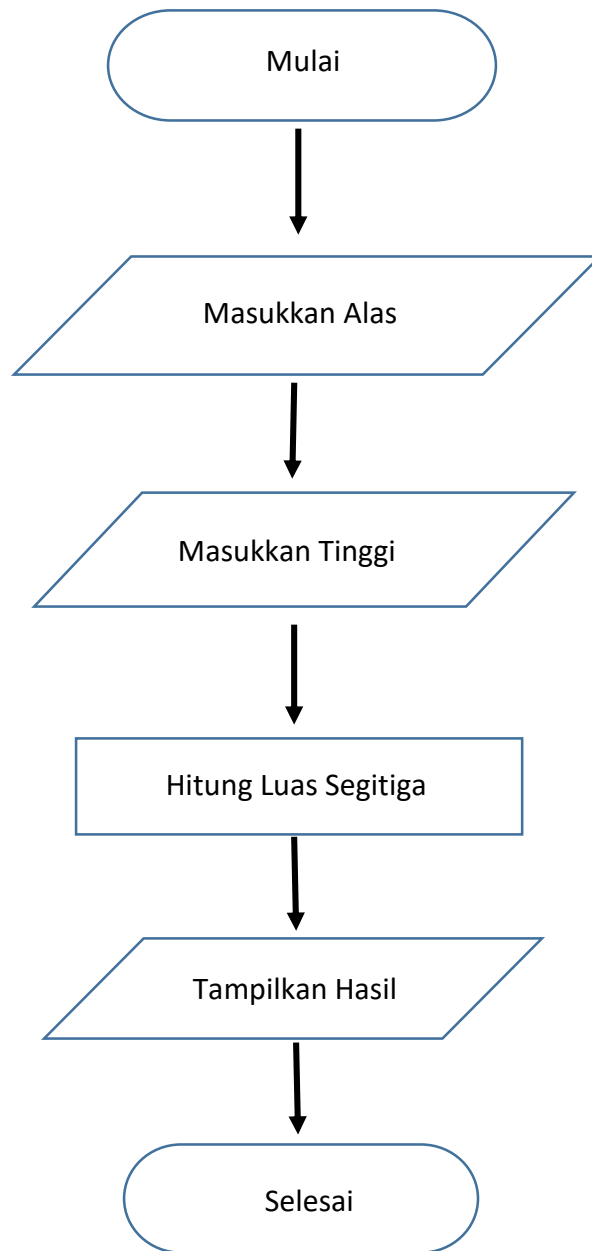 Mulai
Masukkan Alas
Masukkan Tinggi
Hitung Luas Segitiga
Tampilkan Hasil
Selesai